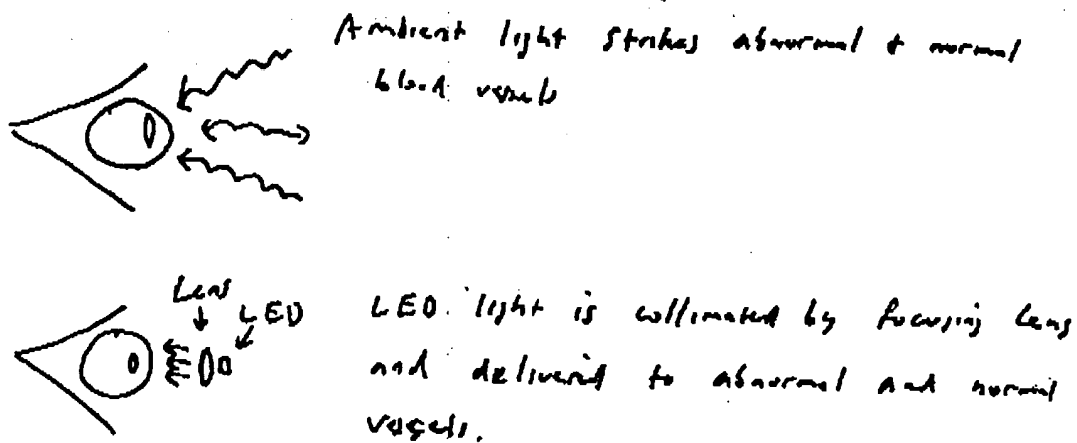 Ambient light strikes abnormal + normal
blood vessels
Lens
LED
LED light is collimated by focusing lens
and delivered to abnormal and normal
vessels.